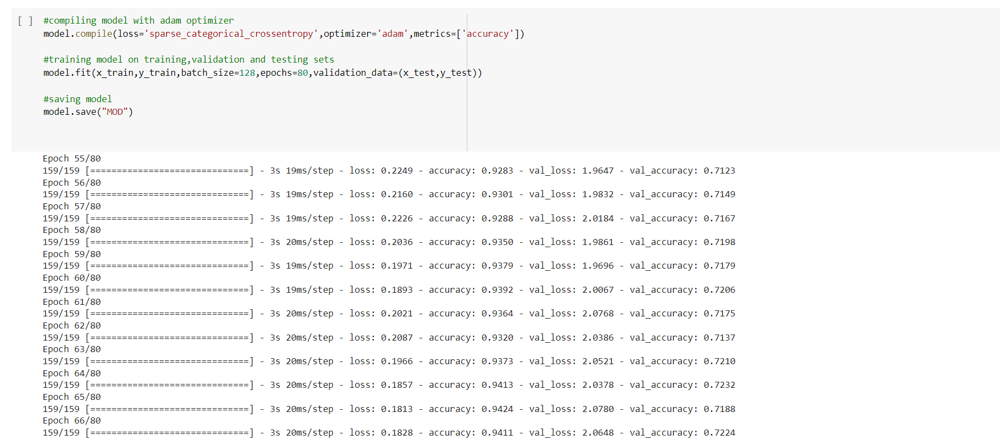 [ ] #compiling model with adam optimizer
model.compile(loss='sparse_categorical_crossentropy',optimizer='adam',metrics=['accuracy'])
#training model on training,validation and testing sets
model.fit(x_train,y_train,batch_size=128,epochs=80,validation_data=(x_test,y_test))
#saving model
model.save("MOD")
Epoch 55/80
159/159 [==============================] - 3s 19ms/step - loss: 0.2249 - accuracy: 0.9283 - val_loss: 1.9647 - val_accuracy: 0.7123
Epoch 56/80
159/159 [==============================] - 3s 19ms/step - loss: 0.2160 - accuracy: 0.9301 - val_loss: 1.9832 - val_accuracy: 0.7149
Epoch 57/80
159/159 [==============================] - 3s 19ms/step - loss: 0.2226 - accuracy: 0.9288 - val_loss: 2.0184 - val_accuracy: 0.7167
Epoch 58/80
159/159 [==============================] - 3s 20ms/step - loss: 0.2036 - accuracy: 0.9350 - val_loss: 1.9861 - val_accuracy: 0.7198
Epoch 59/80
159/159 [==============================] - 3s 19ms/step - loss: 0.1971 - accuracy: 0.9379 - val_loss: 1.9696 - val_accuracy: 0.7179
Epoch 60/80
159/159 [==============================] - 3s 19ms/step - loss: 0.1893 - accuracy: 0.9392 - val_loss: 2.0067 - val_accuracy: 0.7206
Epoch 61/80
159/159 [==============================] - 3s 20ms/step - loss: 0.2021 - accuracy: 0.9364 - val_loss: 2.0768 - val_accuracy: 0.7175
Epoch 62/80
159/159 [==============================] - 3s 20ms/step - loss: 0.2087 - accuracy: 0.9320 - val_loss: 2.0386 - val_accuracy: 0.7137
Epoch 63/80
159/159 [==============================] - 3s 20ms/step - loss: 0.1966 - accuracy: 0.9373 - val_loss: 2.0521 - val_accuracy: 0.7210
Epoch 64/80
159/159 [==============================] - 3s 20ms/step - loss: 0.1857 - accuracy: 0.9413 - val_loss: 2.0378 - val_accuracy: 0.7232
Epoch 65/80
159/159 [==============================] - 3s 20ms/step - loss: 0.1813 - accuracy: 0.9424 - val_loss: 2.0780 - val_accuracy: 0.7188
Epoch 66/80
159/159 [==============================] - 3s 20ms/step - loss: 0.1828 - accuracy: 0.9411 - val_loss: 2.0648 - val_accuracy: 0.7224